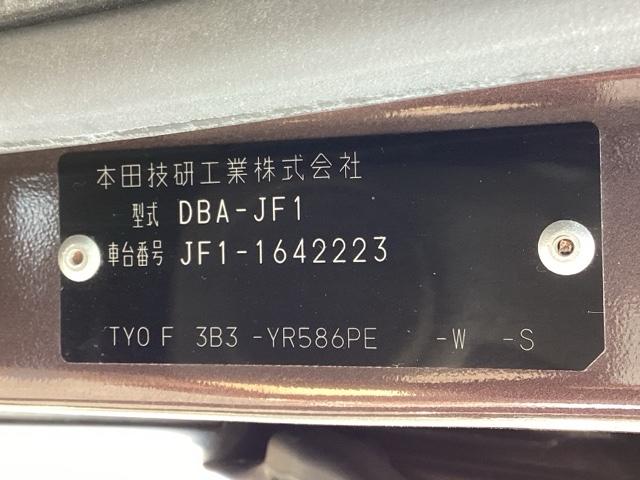 本田技研工業株式会社
型式 DBA-JF1
車台番号 JF1-1642223
TYO F 3B3 -YR586PE -W -S